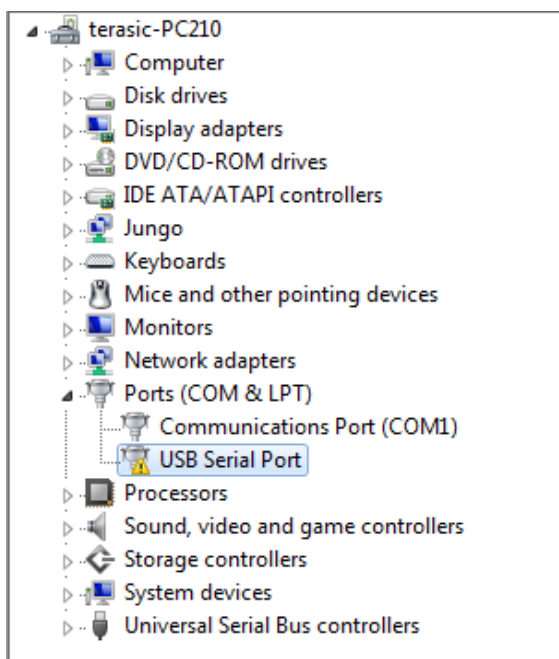 terasic-PC210
Computer
Disk drives
Display adapters
DVD/CD-ROM drives
IDE ATA/ATAPI controllers
Jungo
Keyboards
Mice and other pointing devices
Monitors
Network adapters
Ports (COM & LPT)
Communications Port (COM1)
USB Serial Port
Processors
Sound, video and game controllers
Storage controllers
System devices
Universal Serial Bus controllers